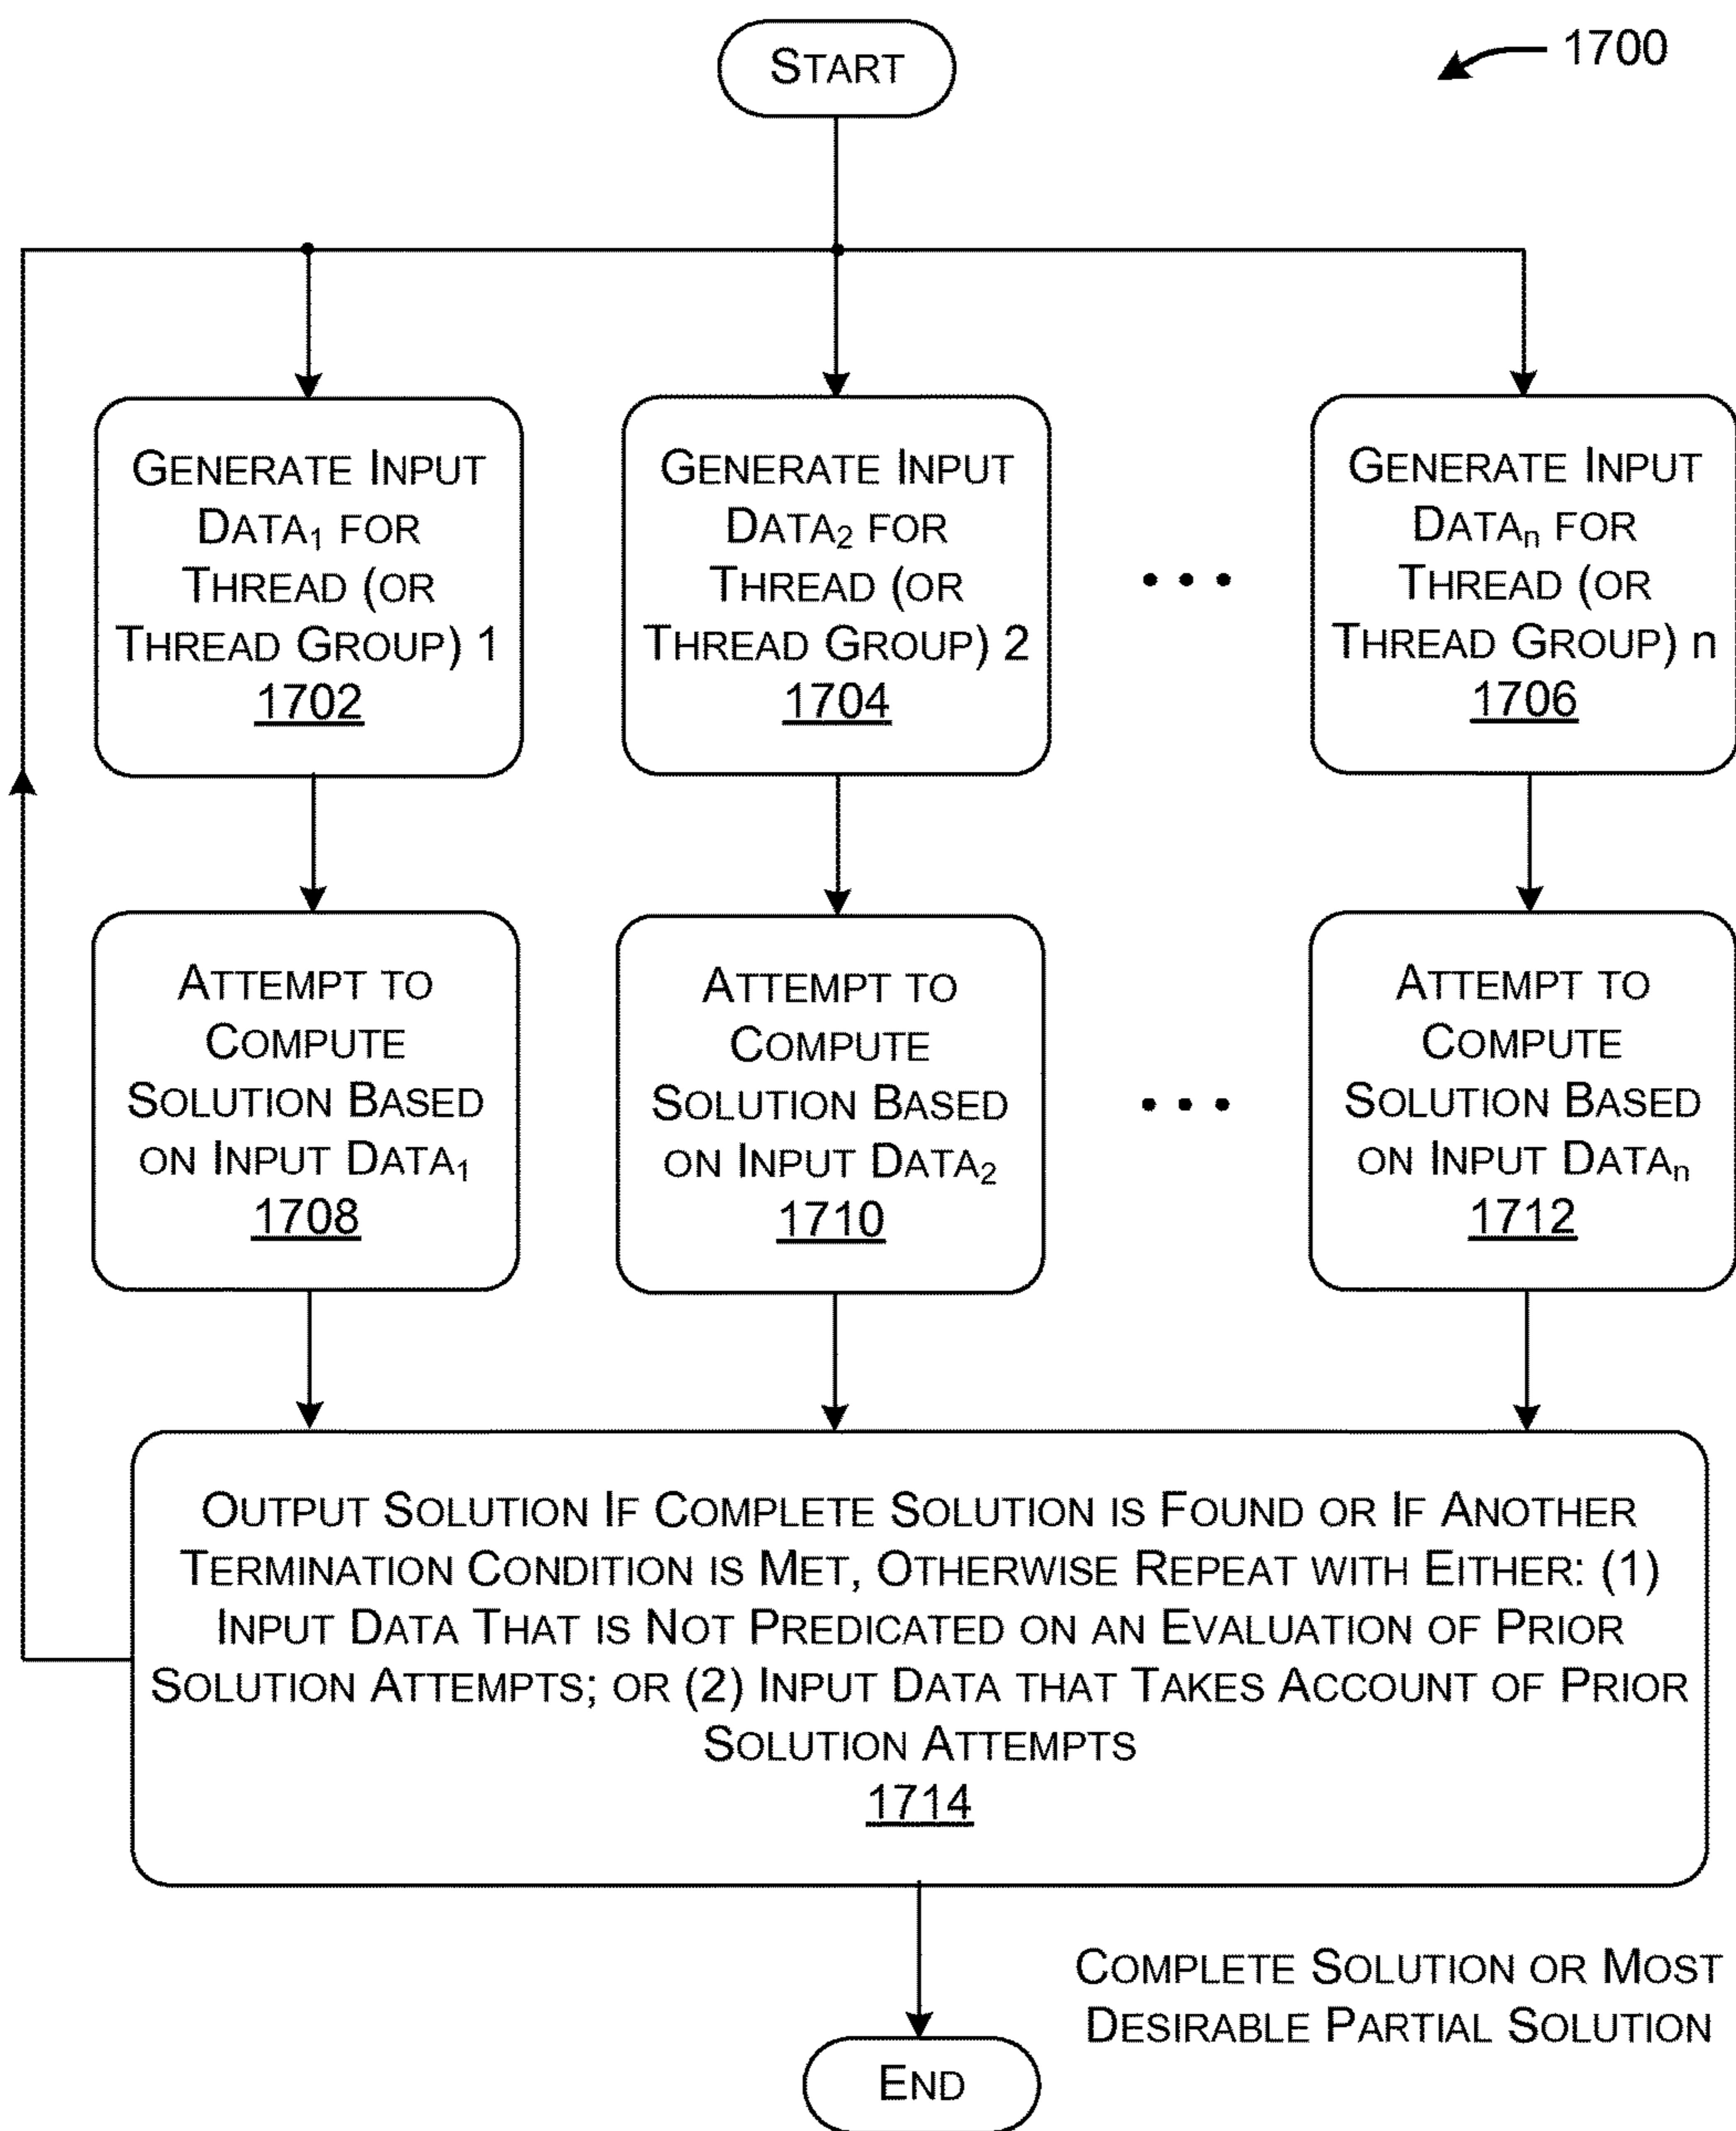 START
1700
GENERATE INPUT
DATA₁ FOR
THREAD (OR
THREAD GROUP) 1
1702
GENERATE INPUT
DATA₂ FOR
THREAD (OR
THREAD GROUP) 2
1704
• • •
GENERATE INPUT
DATAₙ FOR
THREAD (OR
THREAD GROUP) n
1706
ATTEMPT TO
COMPUTE
SOLUTION BASED
ON INPUT DATA₁
1708
ATTEMPT TO
COMPUTE
SOLUTION BASED
ON INPUT DATA₂
1710
• • •
ATTEMPT TO
COMPUTE
SOLUTION BASED
ON INPUT DATAₙ
1712
OUTPUT SOLUTION IF COMPLETE SOLUTION IS FOUND OR IF ANOTHER
TERMINATION CONDITION IS MET, OTHERWISE REPEAT WITH EITHER: (1)
INPUT DATA THAT IS NOT PREDICATED ON AN EVALUATION OF PRIOR
SOLUTION ATTEMPTS; OR (2) INPUT DATA THAT TAKES ACCOUNT OF PRIOR
SOLUTION ATTEMPTS
1714
COMPLETE SOLUTION OR MOST
DESIRABLE PARTIAL SOLUTION
END